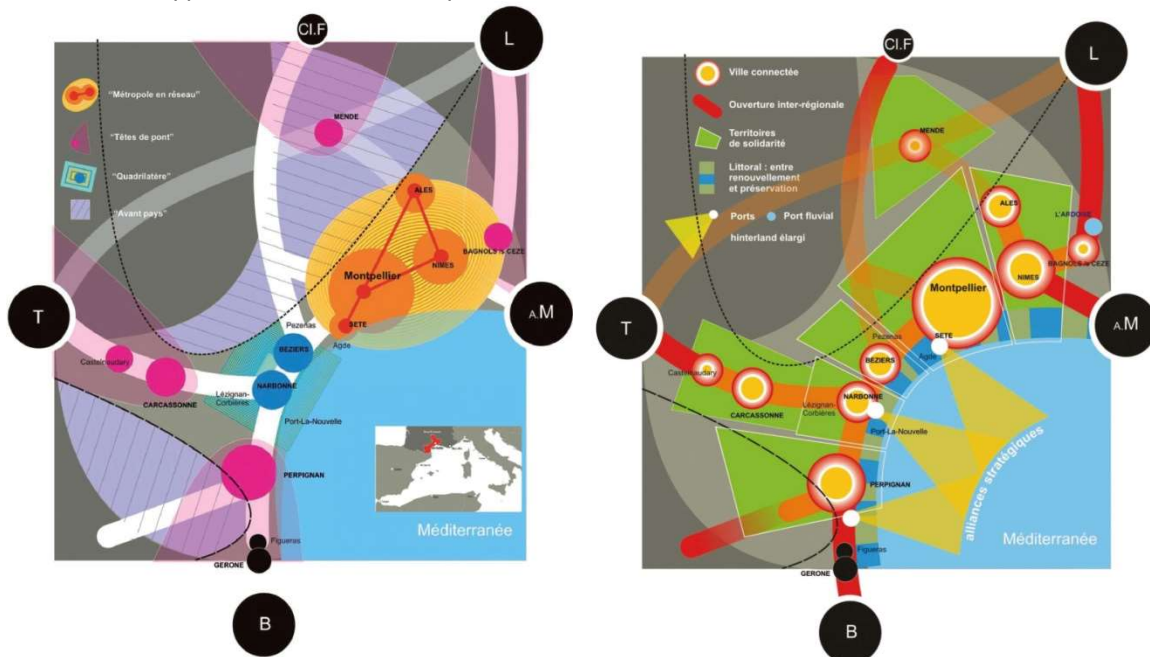 Cl.F
L
"Métropole en réseau"
"Têtes de pont"
"Quadrilatère"
"Avant pays"
MENDE
ALES
NIMES
BAGNOLS /s CEZE
Montpellier
SETE
T
A.M
Pezenas
Agde
BEZIERS
Castelnaudary
CARCASSONNE
NARBONNE
Lézignan-
Corbières
Port-La-Nouvelle
PERPIGNAN
Méditerranée
Figueras
GERONE
B
Cl.F
L
Ville connectée
Ouverture inter-régionale
Territoires
de solidarité
Littoral : entre
renouvellement
et préservation
Ports
Port fluvial
hinterland élargi
MENDE
ALES
L'ARDOISE
BAGNOLS /s CEZE
NIMES
Montpellier
T
A.M
SETE
Pezenas
Agde
BEZIERS
Castelnaudary
CARCASSONNE
NARBONNE
Lézignan-
Corbières
Port-La-Nouvelle
PERPIGNAN
alliances stratégiques
Méditerranée
Figueras
GERONE
B